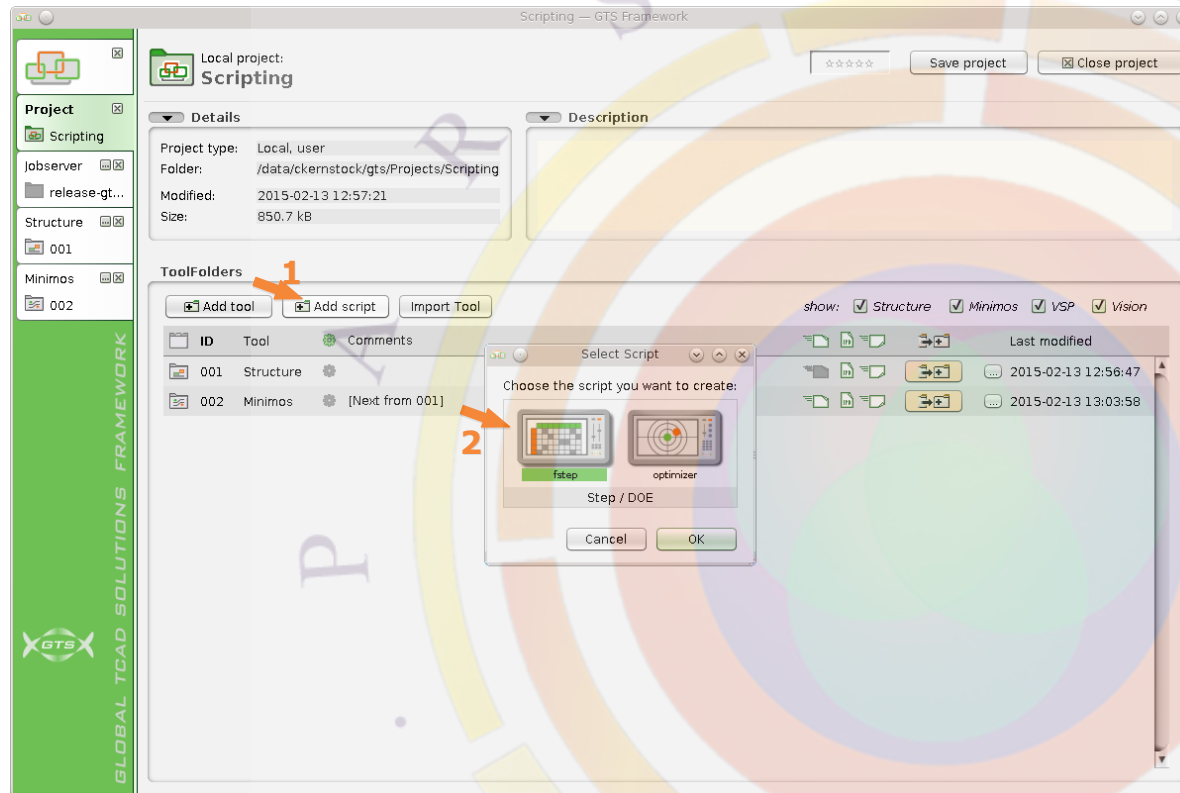 Scripting — GTS Framework
Local project:
Scripting
☆☆☆☆☆
Save project
Close project
Project
Scripting
Jobserver
release-gt...
Structure
001
Minimos
002
Details
Project type: Local, user
Folder: /data/ckernstock/gts/Projects/Scripting
Modified: 2015-02-13 12:57:21
Size: 850.7 kB
Description
ToolFolders
1
Add tool
Add script
Import Tool
show: Structure Minimos VSP Vision
ID Tool Comments Last modified
001 Structure ... 2015-02-13 12:56:47
002 Minimos [Next from 001] ... 2015-02-13 13:03:58
Select Script
Choose the script you want to create:
2
fstep optimizer
Step / DOE
Cancel OK
GTS
GLOBAL TCAD SOLUTIONS FRAMEWORK
· P A R S